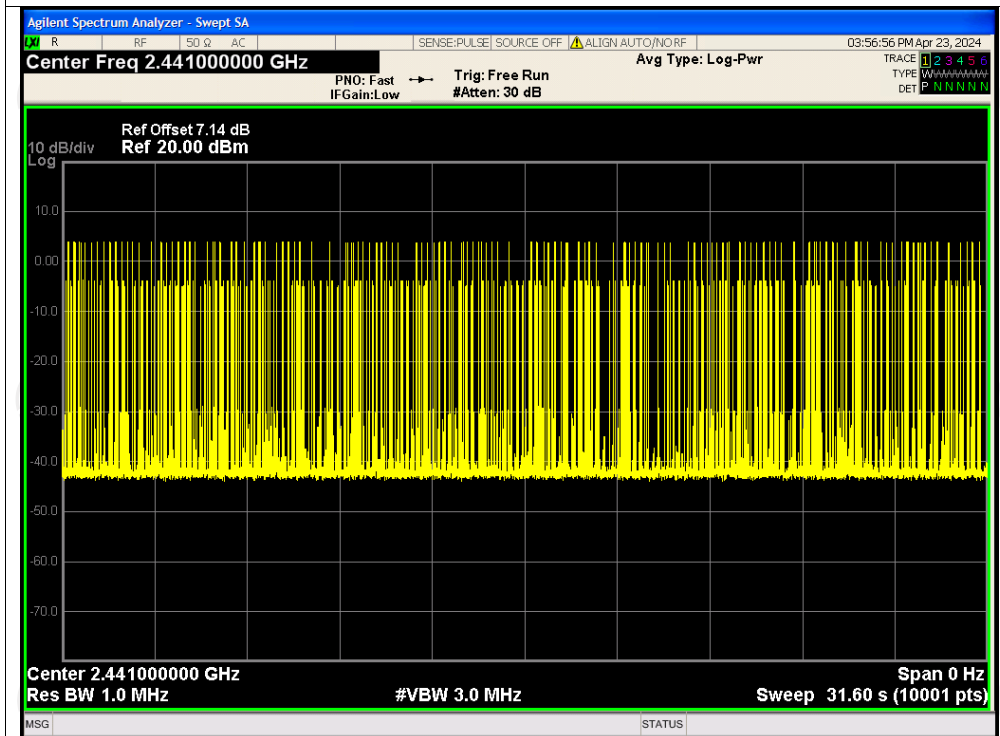 Agilent Spectrum Analyzer - Swept SA
LXI R RF 50 Ω AC SENSE:PULSE SOURCE OFF ALIGN AUTO/NO RF 03:56:56 PM Apr 23, 2024
Center Freq 2.441000000 GHz Avg Type: Log-Pwr TRACE 1 2 3 4 5 6
PNO: Fast Trig: Free Run TYPE W
IFGain:Low #Atten: 30 dB DET P N N N N N
Ref Offset 7.14 dB
10 dB/div Ref 20.00 dBm
Log
10.0
0.00
-10.0
-20.0
-30.0
-40.0
-50.0
-60.0
-70.0
Center 2.441000000 GHz Span 0 Hz
Res BW 1.0 MHz #VBW 3.0 MHz Sweep 31.60 s (10001 pts)
MSG STATUS